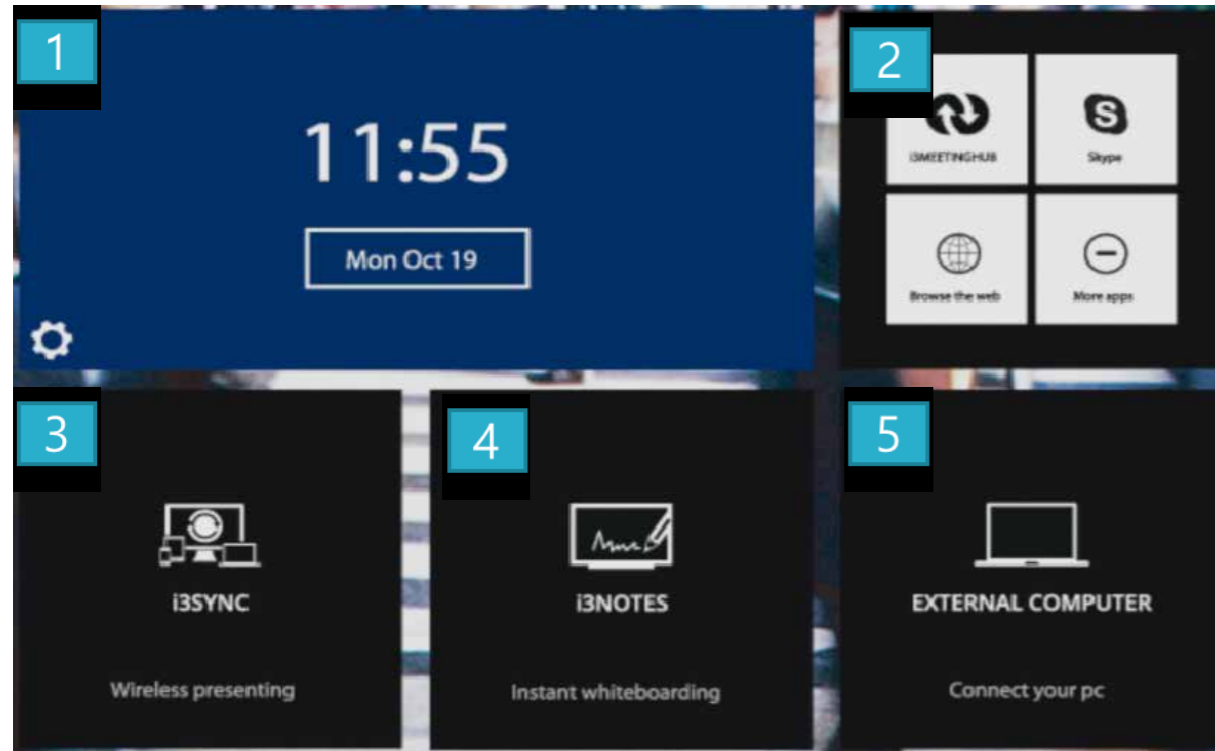 1
11:55
Mon Oct 19
2
i3MEETINGHUB
Skype
Browse the web
More apps
3
i3SYNC
Wireless presenting
4
i3NOTES
Instant whiteboarding
5
EXTERNAL COMPUTER
Connect your pc